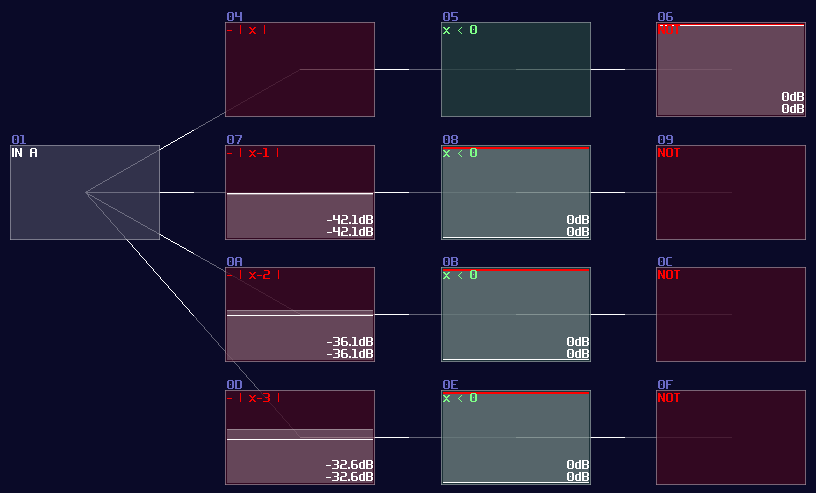 04
- | x |
05
x < 0
06
NOT
0dB
0dB
01
IN A
07
- | x-1 |
-42.1dB
-42.1dB
08
x < 0
0dB
0dB
09
NOT
0A
- | x-2 |
-36.1dB
-36.1dB
0B
x < 0
0dB
0dB
0C
NOT
0D
- | x-3 |
-32.6dB
-32.6dB
0E
x < 0
0dB
0dB
0F
NOT